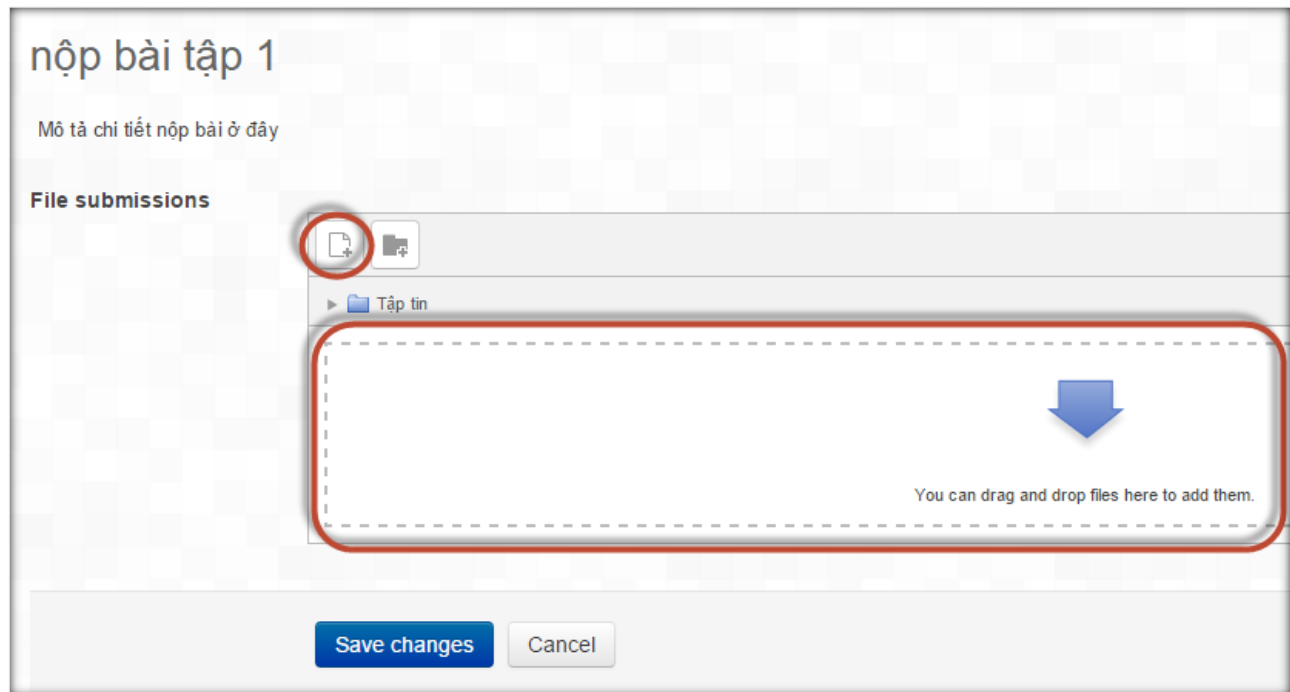 nộp bài tập 1
Mô tả chi tiết nộp bài ở đây
File submissions
Tập tin
You can drag and drop files here to add them.
Save changes
Cancel